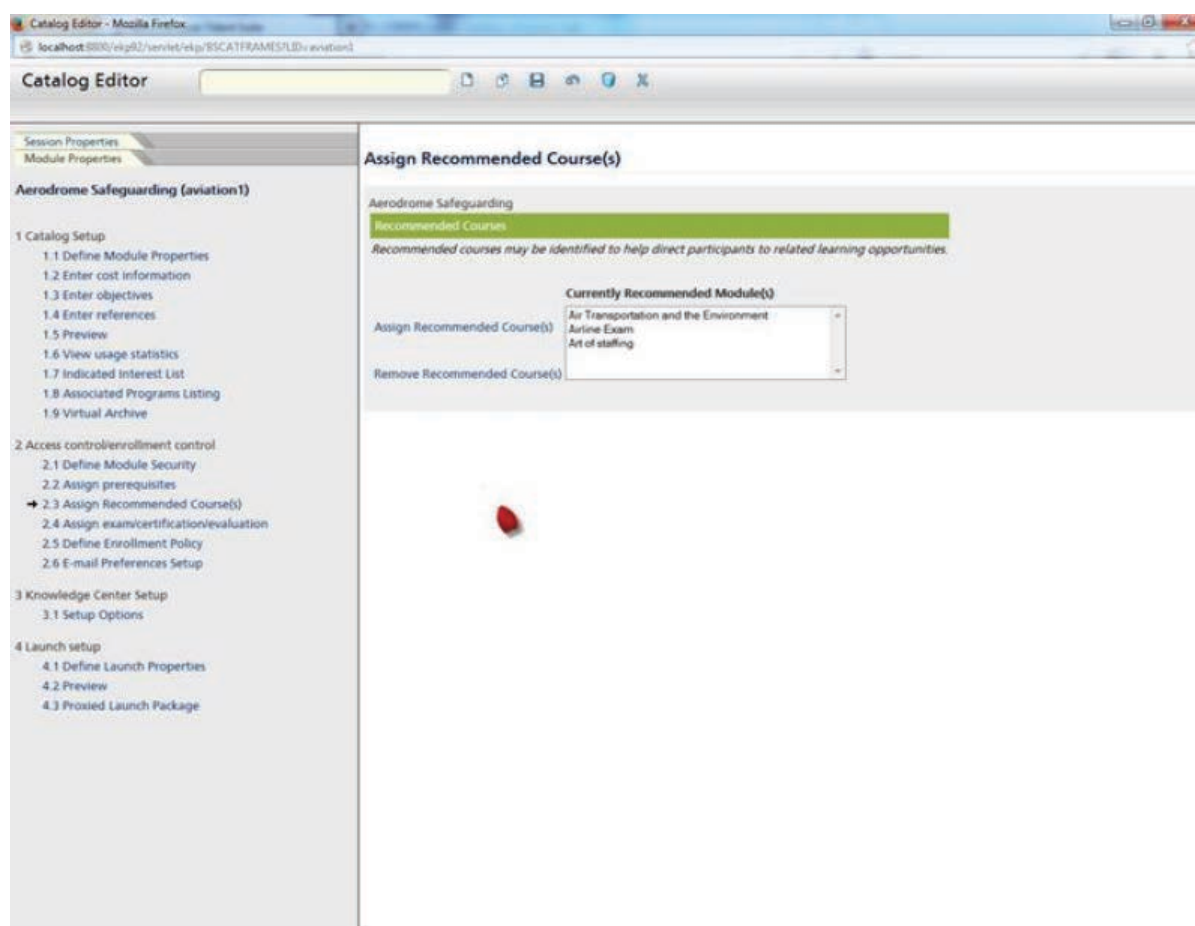 Catalog Editor - Mozilla Firefox
localhost:8800/ekp92/servlet/ekp/BSCATFRAMES?LID=aviation1
Catalog Editor
Session Properties
Module Properties
Aerodrome Safeguarding (aviation1)
1 Catalog Setup
1.1 Define Module Properties
1.2 Enter cost information
1.3 Enter objectives
1.4 Enter references
1.5 Preview
1.6 View usage statistics
1.7 Indicated Interest List
1.8 Associated Programs Listing
1.9 Virtual Archive
2 Access control/enrollment control
2.1 Define Module Security
2.2 Assign prerequisites
2.3 Assign Recommended Course(s)
2.4 Assign exam/certification/evaluation
2.5 Define Enrollment Policy
2.6 E-mail Preferences Setup
3 Knowledge Center Setup
3.1 Setup Options
4 Launch setup
4.1 Define Launch Properties
4.2 Preview
4.3 Proxied Launch Package
Assign Recommended Course(s)
Aerodrome Safeguarding
Recommended Courses
Recommended courses may be identified to help direct participants to related learning opportunities.
Currently Recommended Module(s)
Assign Recommended Course(s)
Air Transportation and the Environment
Airline Exam
Art of staffing
Remove Recommended Course(s)